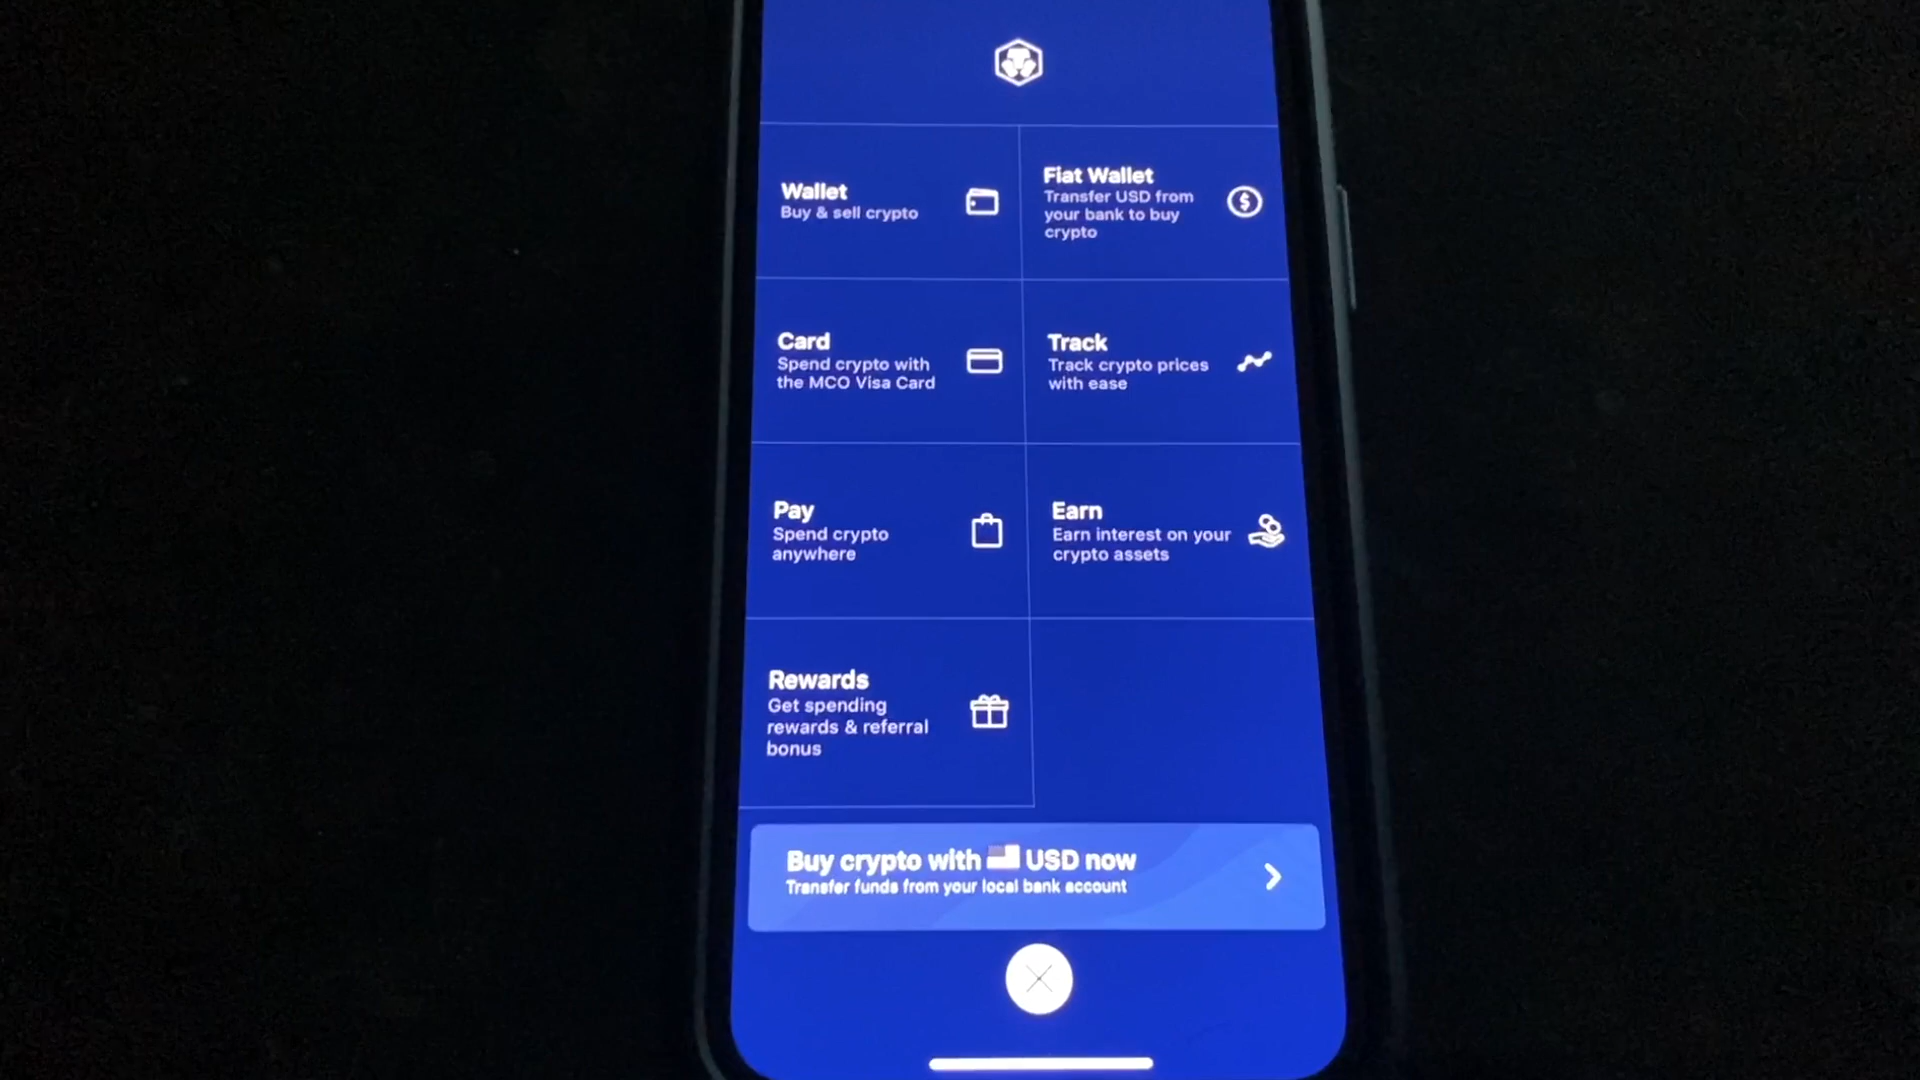 Wallet
Buy & sell crypto
Fiat Wallet
Transfer USD from
your bank to buy
crypto
Card
Spend crypto with
the MCO Visa Card
Track
Track crypto prices
with ease
Pay
Spend crypto
anywhere
Earn
Earn interest on your
crypto assets
Rewards
Get spending
rewards & referral
bonus
Buy crypto with USD now
Transfer funds from your local bank account